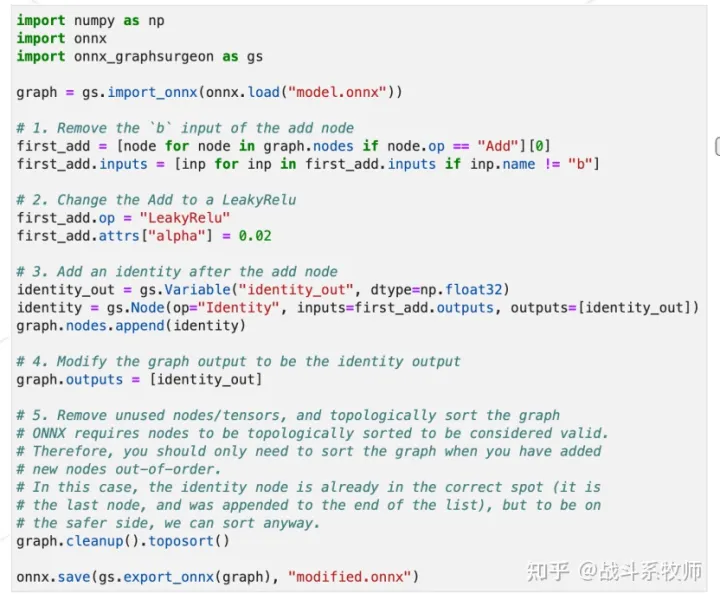 import numpy as np
import onnx
import onnx_graphsurgeon as gs
graph = gs.import_onnx(onnx.load("model.onnx"))
# 1. Remove the `b` input of the add node
first_add = [node for node in graph.nodes if node.op == "Add"][0]
first_add.inputs = [inp for inp in first_add.inputs if inp.name != "b"]
# 2. Change the Add to a LeakyRelu
first_add.op = "LeakyRelu"
first_add.attrs["alpha"] = 0.02
# 3. Add an identity after the add node
identity_out = gs.Variable("identity_out", dtype=np.float32)
identity = gs.Node(op="Identity", inputs=first_add.outputs, outputs=[identity_out])
graph.nodes.append(identity)
# 4. Modify the graph output to be the identity output
graph.outputs = [identity_out]
# 5. Remove unused nodes/tensors, and topologically sort the graph
# ONNX requires nodes to be topologically sorted to be considered valid.
# Therefore, you should only need to sort the graph when you have added
# new nodes out-of-order.
# In this case, the identity node is already in the correct spot (it is
# the last node, and was appended to the end of the list), but to be on
# the safer side, we can sort anyway.
graph.cleanup().toposort()
onnx.save(gs.export_onnx(graph), "modified.onnx")
知乎 @战斗系牧师